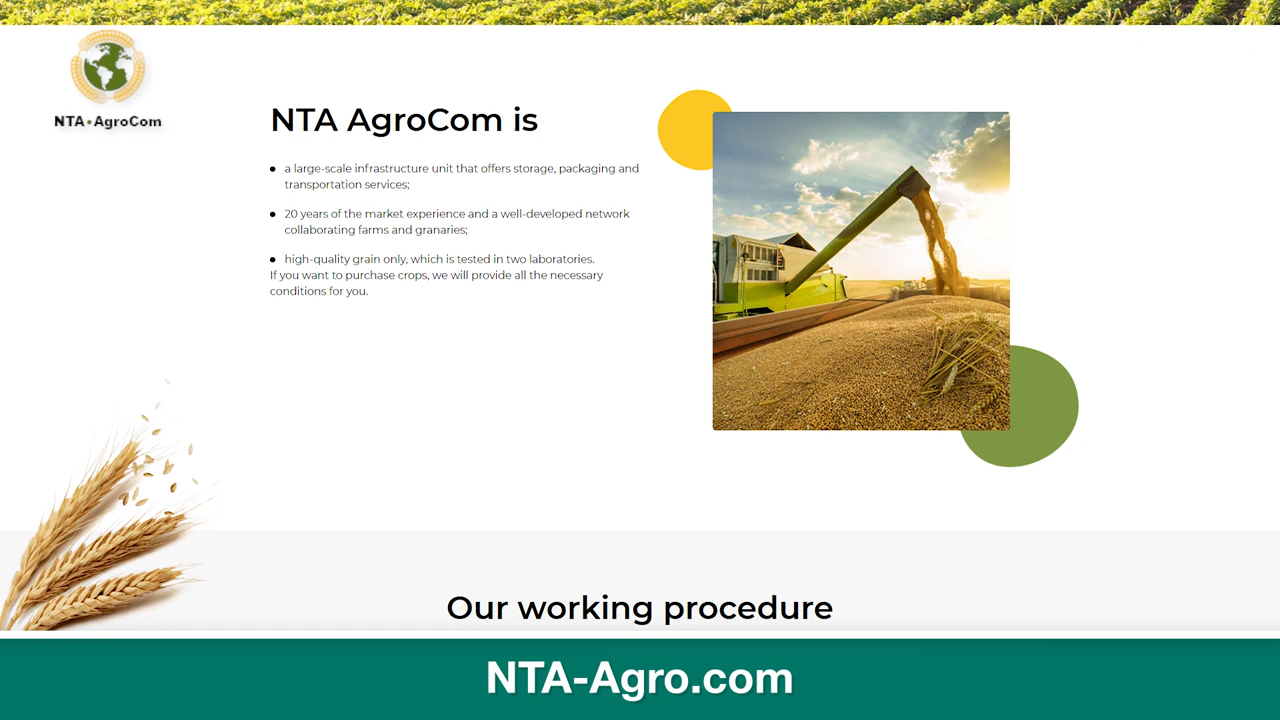 NTA AgroCom
NTA AgroCom is
a large-scale infrastructure unit that offers storage, packaging and
transportation services;
20 years of the market experience and a well-developed network
collaborating farms and granaries;
high-quality grain only, which is tested in two laboratories.
If you want to purchase crops, we will provide all the necessary
conditions for you.
Our working procedure
NTA-Agro.com